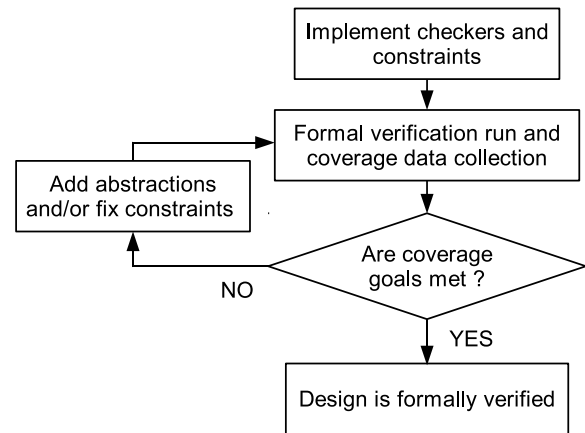 Implement checkers and
constraints
Formal verification run and
coverage data collection
Add abstractions
and/or fix constraints
Are coverage
goals met ?
NO
YES
Design is formally verified